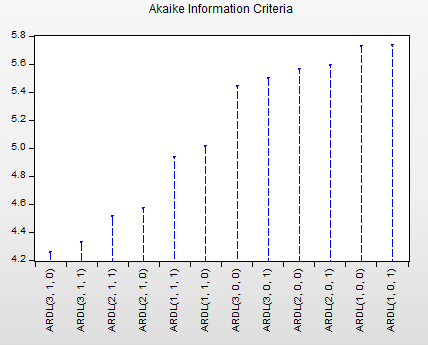 Akaike Information Criteria
5.8
5.6
5.4
5.2
5.0
4.8
4.6
4.4
4.2
ARDL(3, 1, 0)
ARDL(3, 1, 1)
ARDL(2, 1, 1)
ARDL(2, 1, 0)
ARDL(1, 1, 1)
ARDL(1, 1, 0)
ARDL(3, 0, 0)
ARDL(3, 0, 1)
ARDL(2, 0, 0)
ARDL(2, 0, 1)
ARDL(1, 0, 0)
ARDL(1, 0, 1)